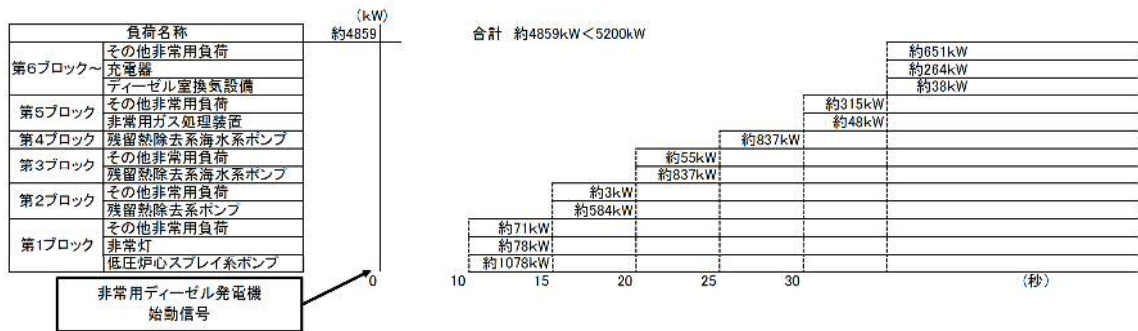 (kW)
負荷名称 約4859 合計 約4859kW<5200kW
第6ブロック~ その他非常用負荷 約651kW
充電器 約264kW
ディーゼル室換気設備 約38kW
第5ブロック その他非常用負荷 約315kW
非常用ガス処理装置 約48kW
第4ブロック 残留熱除去系海水系ポンプ 約837kW
第3ブロック その他非常用負荷 約55kW
残留熱除去系海水系ポンプ 約837kW
第2ブロック その他非常用負荷 約3kW
残留熱除去系ポンプ 約584kW
第1ブロック その他非常用負荷 約71kW
非常灯 約78kW
低圧炉心スプレイ系ポンプ 約1078kW
0 10 15 20 25 30 (秒)
非常用ディーゼル発電機
始動信号